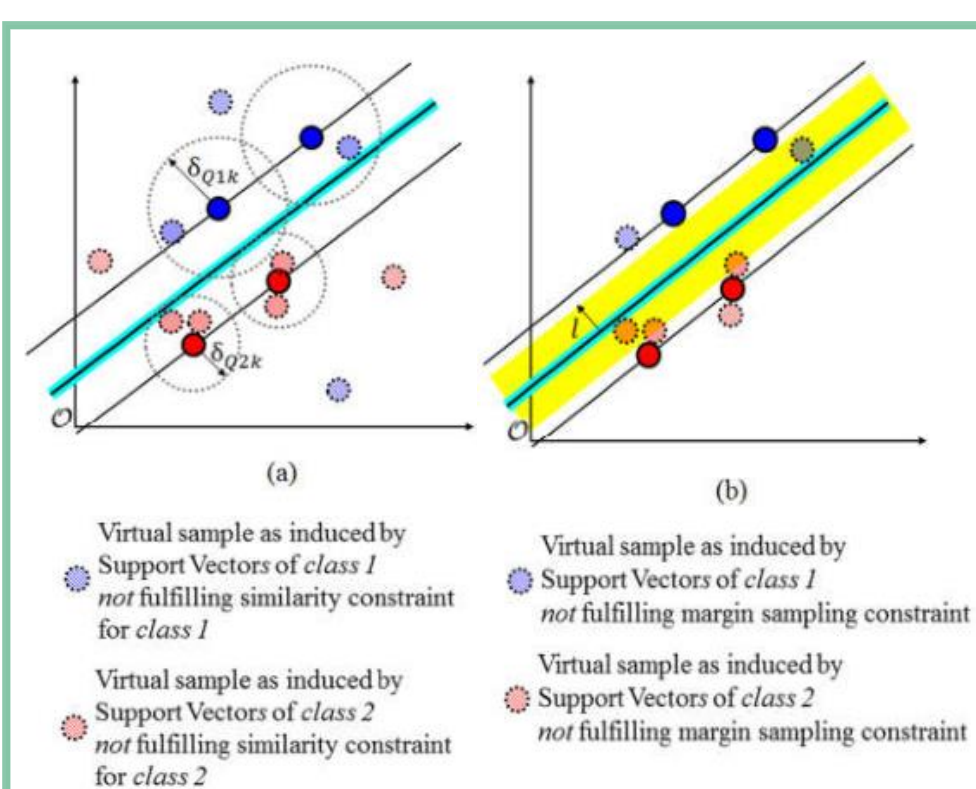 δQ1k
δQ2k
𝒪
(a)
Virtual sample as induced by
Support Vectors of class 1
not fulfilling similarity constraint
for class 1
Virtual sample as induced by
Support Vectors of class 2
not fulfilling similarity constraint
for class 2
l
𝒪
(b)
Virtual sample as induced by
Support Vectors of class 1
not fulfilling margin sampling constraint
Virtual sample as induced by
Support Vectors of class 2
not fulfilling margin sampling constraint